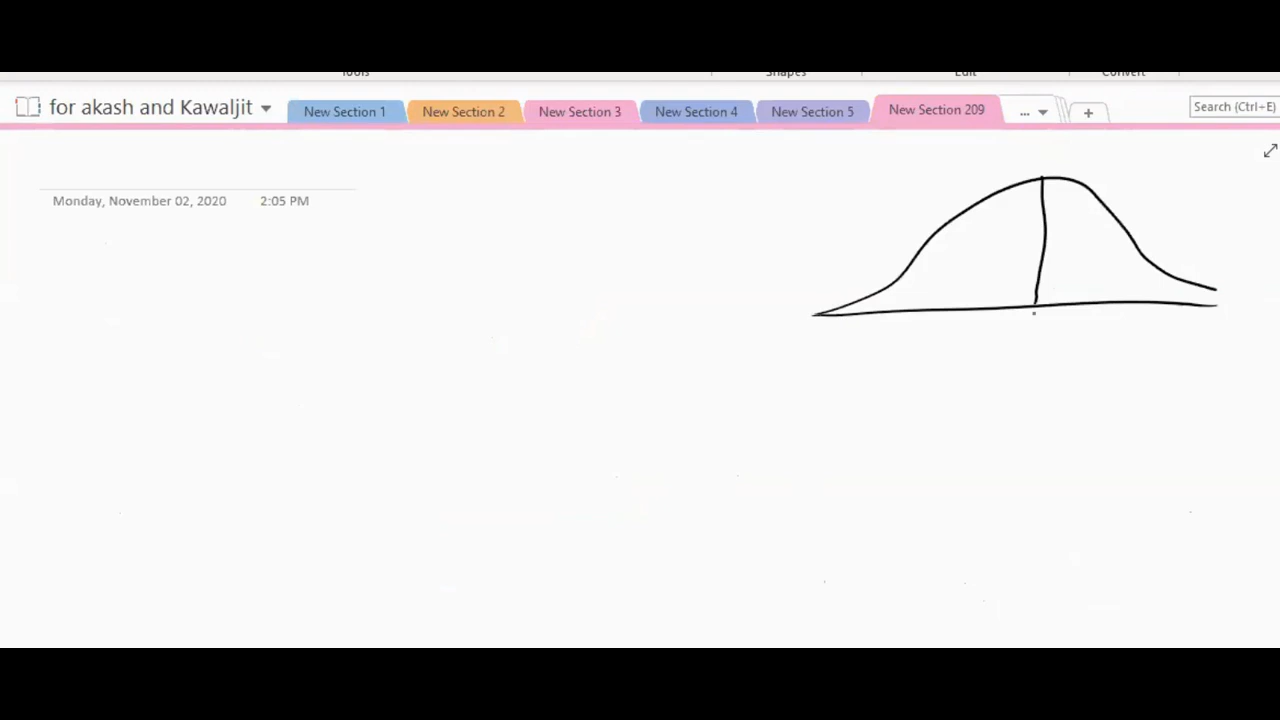 Tools Shapes Edit Convert
for akash and Kawaljit New Section 1 New Section 2 New Section 3 New Section 4 New Section 5 New Section 209 ... + Search (Ctrl+E)
Monday, November 02, 2020 2:05 PM